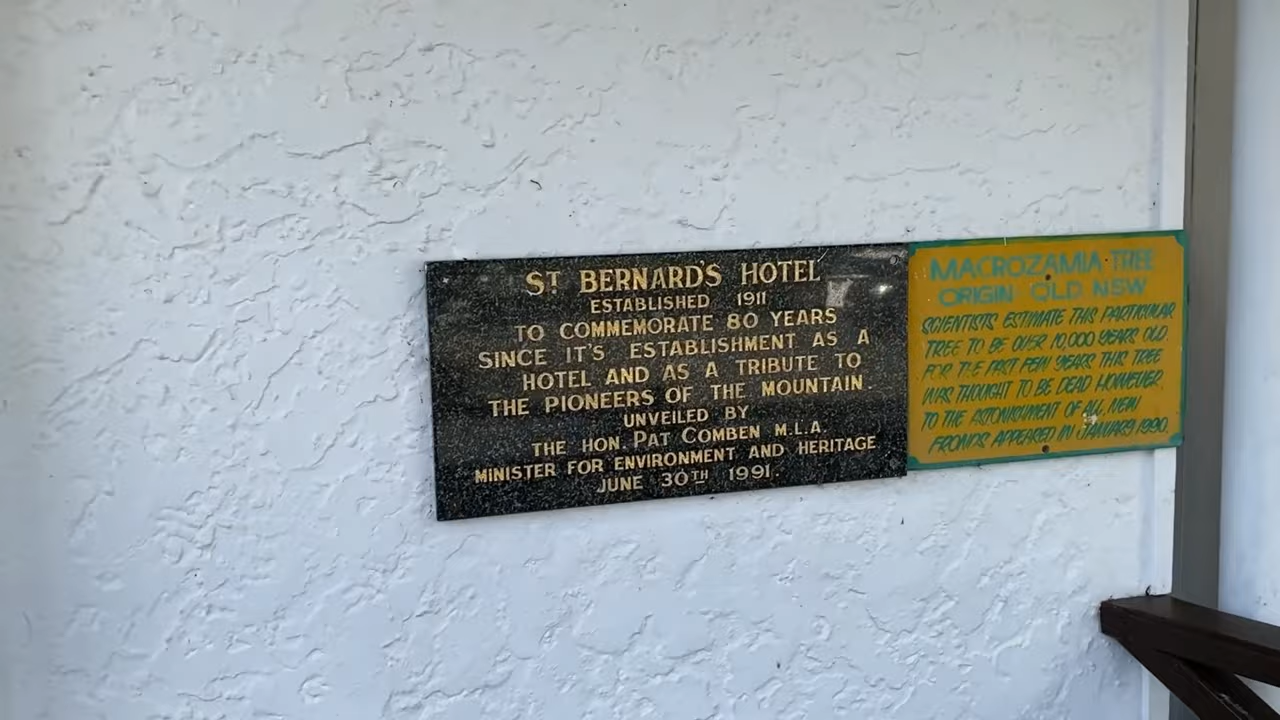 ST BERNARD'S HOTEL
ESTABLISHED 1911
TO COMMEMORATE 80 YEARS
SINCE IT'S ESTABLISHMENT AS A
HOTEL AND AS A TRIBUTE TO
THE PIONEERS OF THE MOUNTAIN.
UNVEILED BY
THE HON. PAT COMBEN M.L.A.
MINISTER FOR ENVIRONMENT AND HERITAGE
JUNE 30TH 1991.
MACROZAMIA TREE
ORIGIN QLD. NSW
SCIENTISTS ESTIMATE THIS PARTICULAR
TREE TO BE OVER 10,000 YEARS OLD.
FOR THE PAST FEW YEARS THIS TREE
WAS THOUGHT TO BE DEAD HOWEVER
TO THE ASTONISHMENT OF ALL NEW
FRONDS APPEARED IN JANUARY 1990.